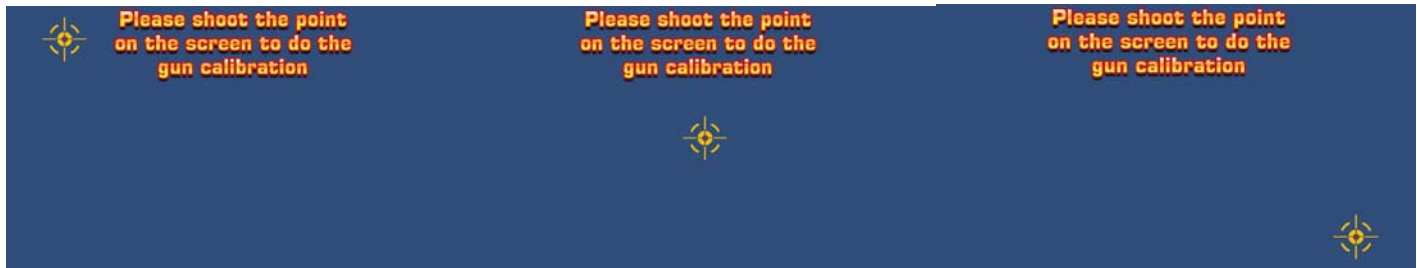 Please shoot the point
on the screen to do the
gun calibration
Please shoot the point
on the screen to do the
gun calibration
Please shoot the point
on the screen to do the
gun calibration